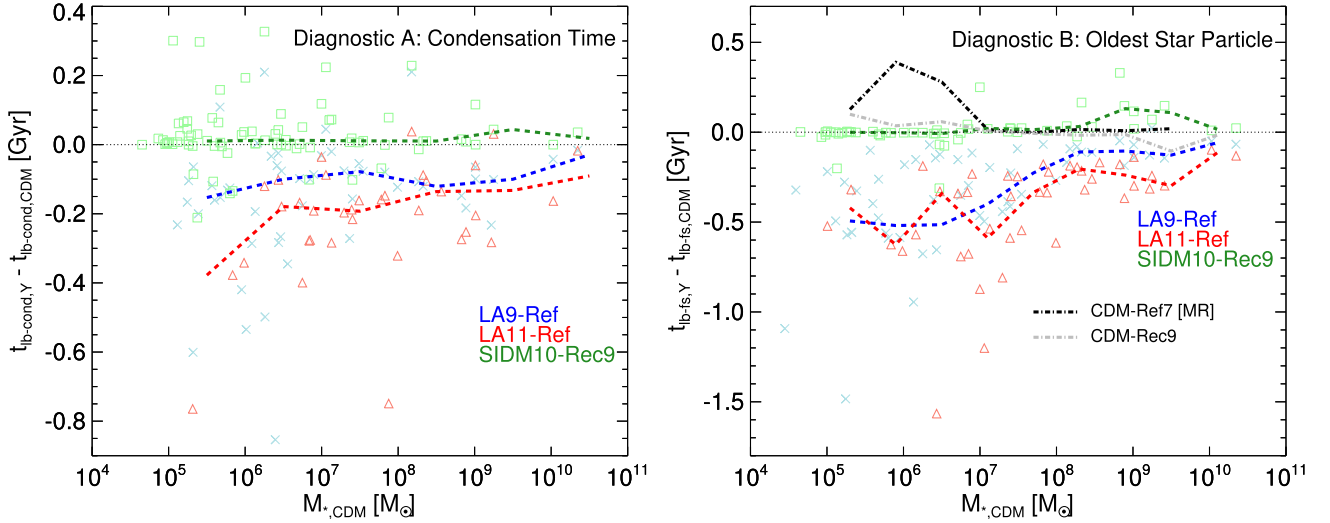 Diagnostic A: Condensation Time
t_lb-cond,Y - t_lb-cond,CDM [Gyr]
0.4
0.2
0.0
-0.2
-0.4
-0.6
-0.8
LA9-Ref
LA11-Ref
SIDM10-Rec9
10^4 10^5 10^6 10^7 10^8 10^9 10^10 10^11
M_*,CDM [M_⊙]
Diagnostic B: Oldest Star Particle
t_lb-fs,Y - t_lb-fs,CDM [Gyr]
0.5
0.0
-0.5
-1.0
-1.5
LA9-Ref
LA11-Ref
SIDM10-Rec9
CDM-Ref7 [MR]
CDM-Rec9
10^4 10^5 10^6 10^7 10^8 10^9 10^10 10^11
M_*,CDM [M_⊙]